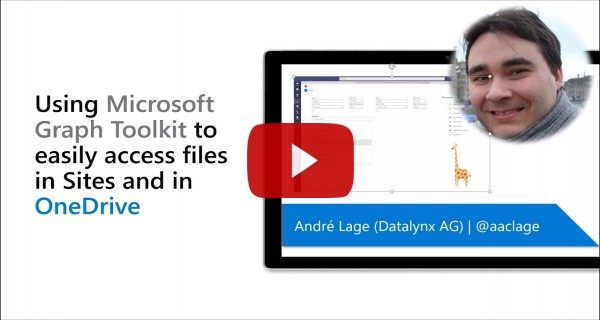 Using Microsoft
Graph Toolkit to
easily access files
in Sites and in
OneDrive
André Lage (Datalynx AG) | @aaclage